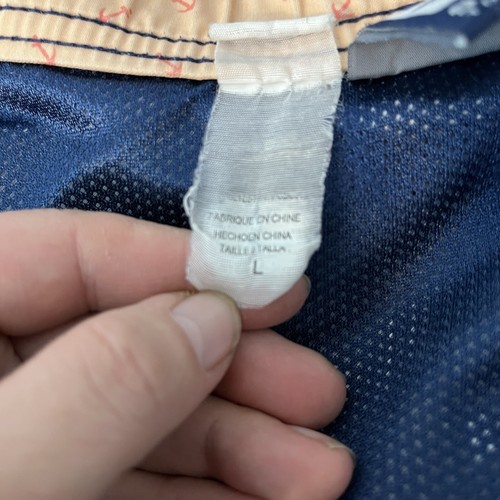 FABRIQUE EN CHINE
HECHO EN CHINA
TAILLE / TALLA
L